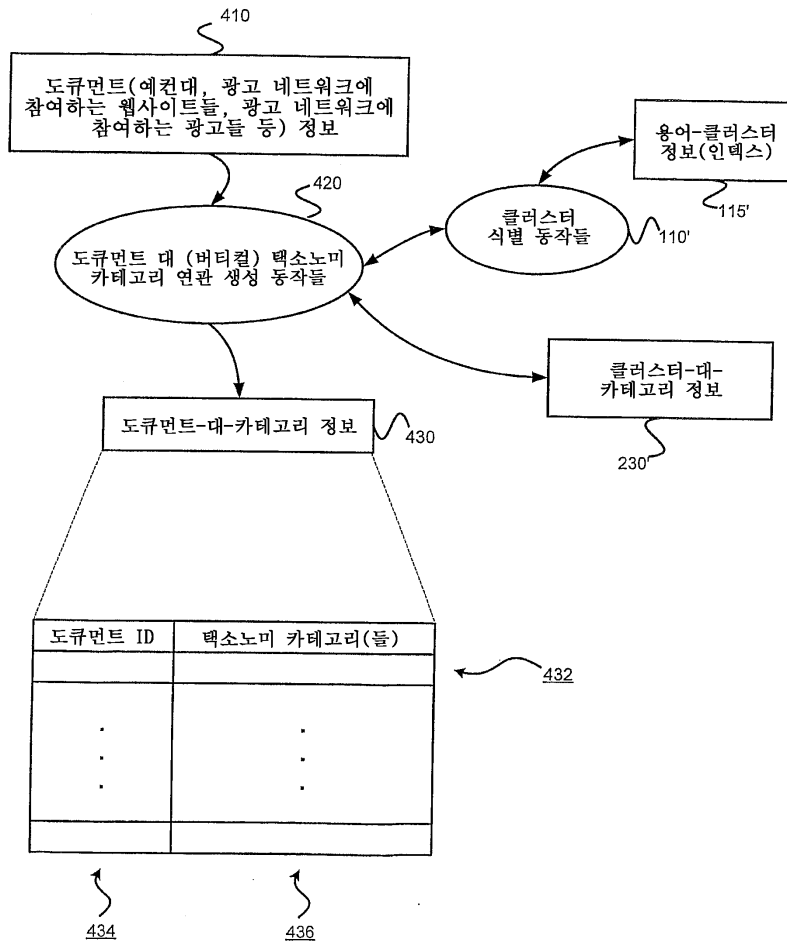 410
도큐먼트(예컨대, 광고 네트워크에
참여하는 웹사이트들, 광고 네트워크에
참여하는 광고들 등) 정보
용어-클러스터
정보(인덱스)
115'
420
클러스터
식별 동작들
110'
도큐먼트 대 (버티컬) 택소노미
카테고리 연관 생성 동작들
클러스터-대-
카테고리 정보
230'
도큐먼트-대-카테고리 정보
430
도큐먼트 ID 택소노미 카테고리(들)
432
434 436